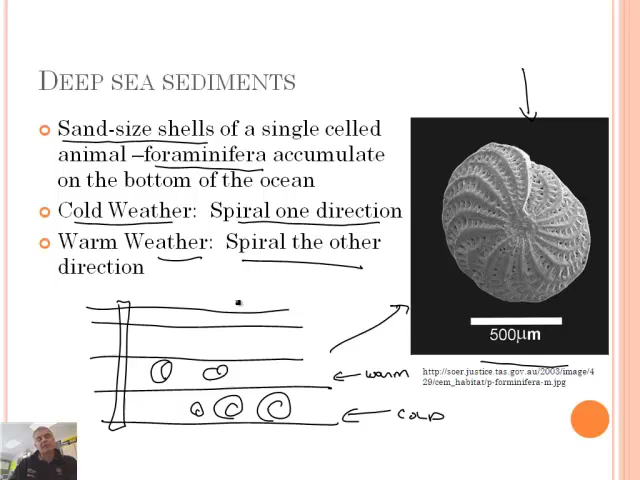 DEEP SEA SEDIMENTS
Sand-size shells of a single celled
animal –foraminifera accumulate
on the bottom of the ocean
Cold Weather: Spiral one direction
Warm Weather: Spiral the other
direction
500µm
http://soer.justice.tas.gov.au/2003/image/4
29/cem_habitat/p-forminifera-m.jpg
warm
COLD